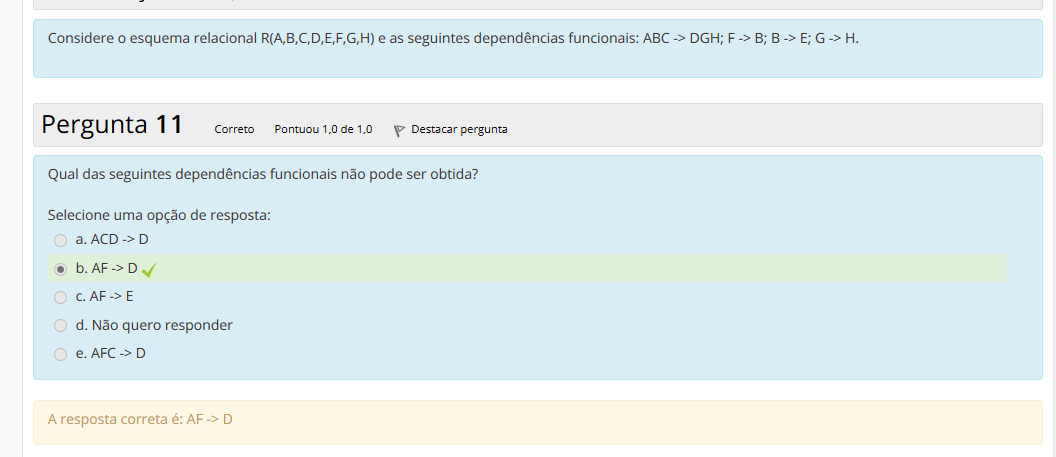 Considere o esquema relacional R(A,B,C,D,E,F,G,H) e as seguintes dependências funcionais: ABC -> DGH; F -> B; B -> E; G -> H.
Pergunta 11 Correto Pontuou 1,0 de 1,0 Destacar pergunta
Qual das seguintes dependências funcionais não pode ser obtida?
Selecione uma opção de resposta:
a. ACD -> D
b. AF -> D
c. AF -> E
d. Não quero responder
e. AFC -> D
A resposta correta é: AF -> D